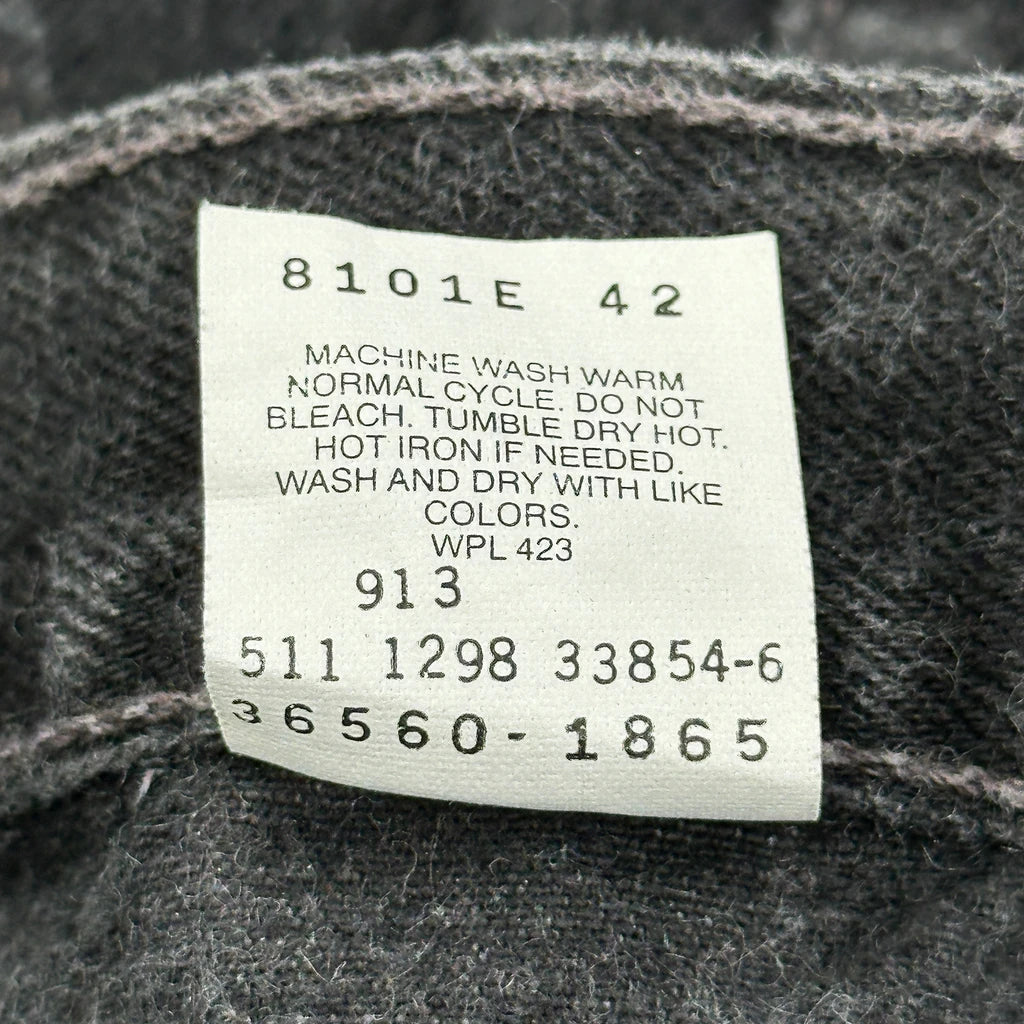 8101E 42
MACHINE WASH WARM
NORMAL CYCLE. DO NOT
BLEACH. TUMBLE DRY HOT.
HOT IRON IF NEEDED.
WASH AND DRY WITH LIKE
COLORS.
WPL 423
913
511 1298 33854-6
36560-1865